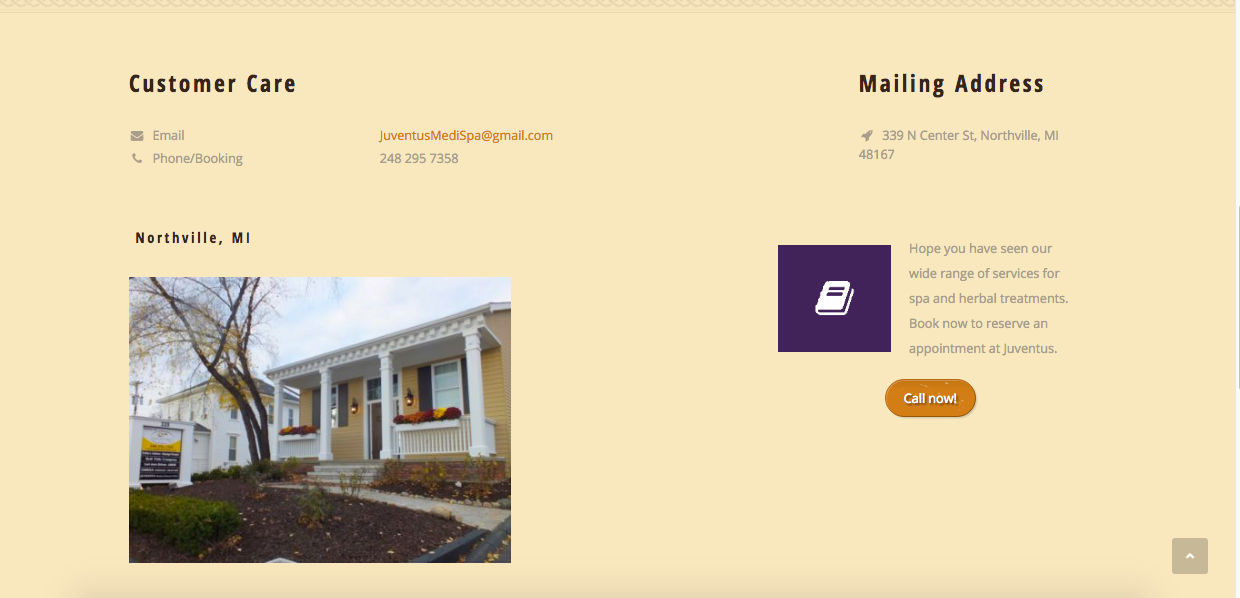 Customer Care
Email JuventusMediSpa@gmail.com
Phone/Booking 248 295 7358
Mailing Address
339 N Center St, Northville, MI
48167
Northville, MI
Hope you have seen our
wide range of services for
spa and herbal treatments.
Book now to reserve an
appointment at Juventus.
Call now!